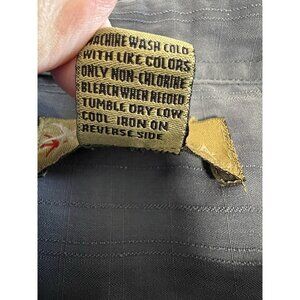 MACHINE WASH COLD
WITH LIKE COLORS
ONLY NON-CHLORINE
BLEACH WHEN NEEDED
TUMBLE DRY LOW
COOL IRON ON
REVERSE SIDE